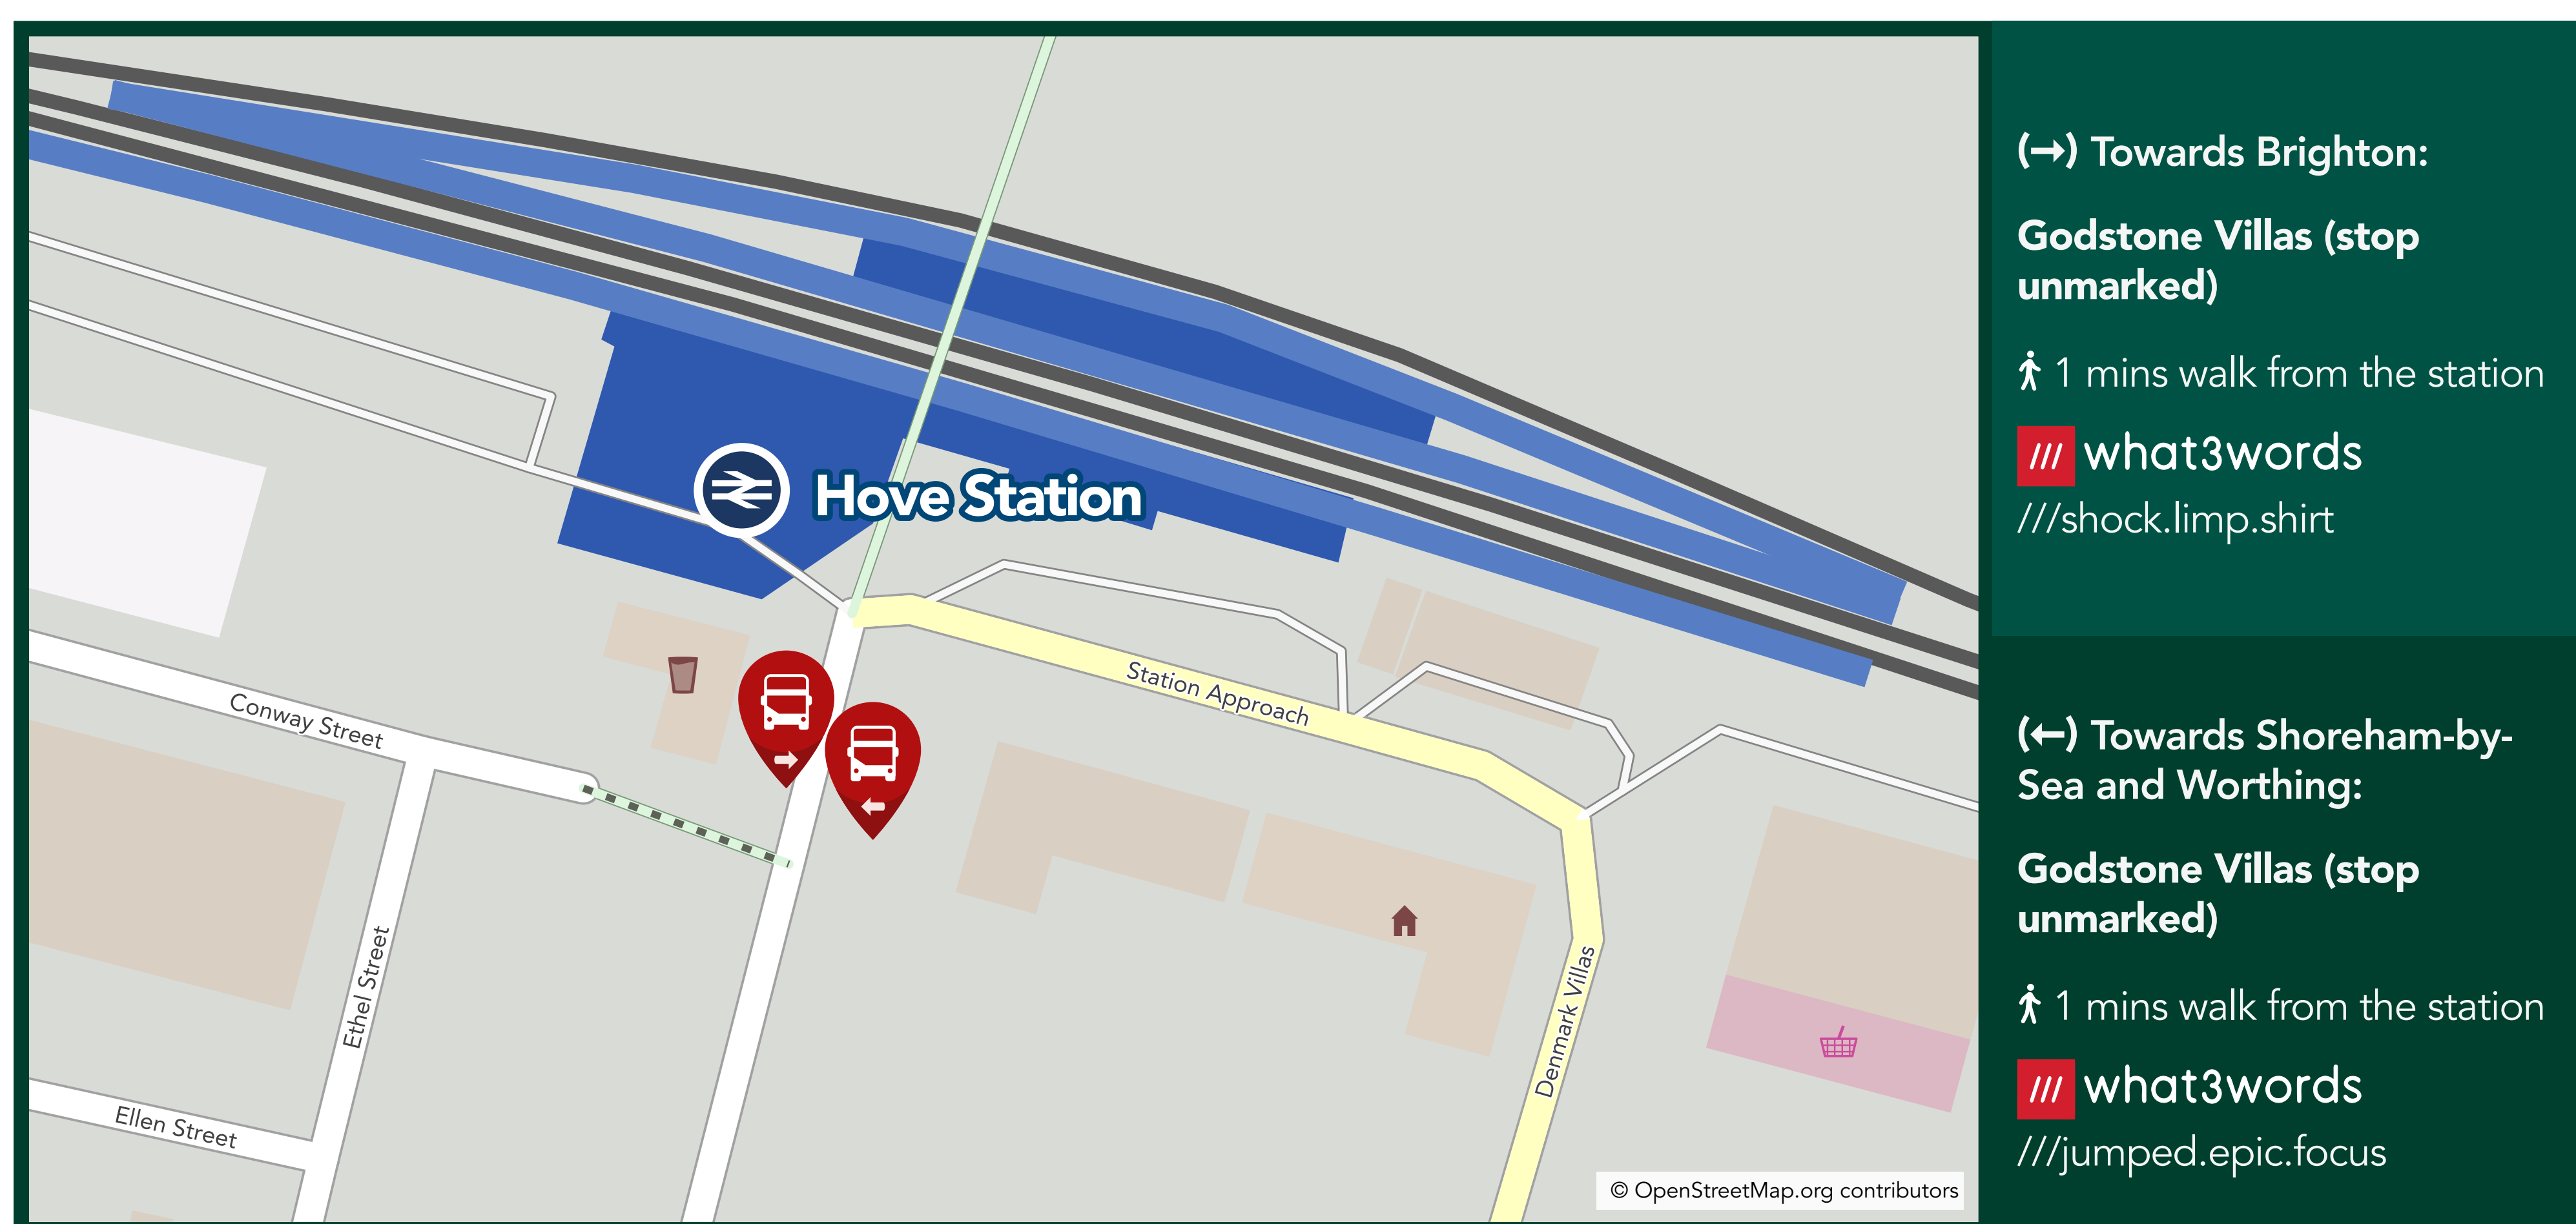 Hove Station
Station Approach
Conway Street
Ethel Street
Ellen Street
Denmark Villas
© OpenStreetMap.org contributors
(→) Towards Brighton:
Godstone Villas (stop
unmarked)
1 mins walk from the station
/// what3words
///shock.limp.shirt
(←) Towards Shoreham-by-
Sea and Worthing:
Godstone Villas (stop
unmarked)
1 mins walk from the station
/// what3words
///jumped.epic.focus